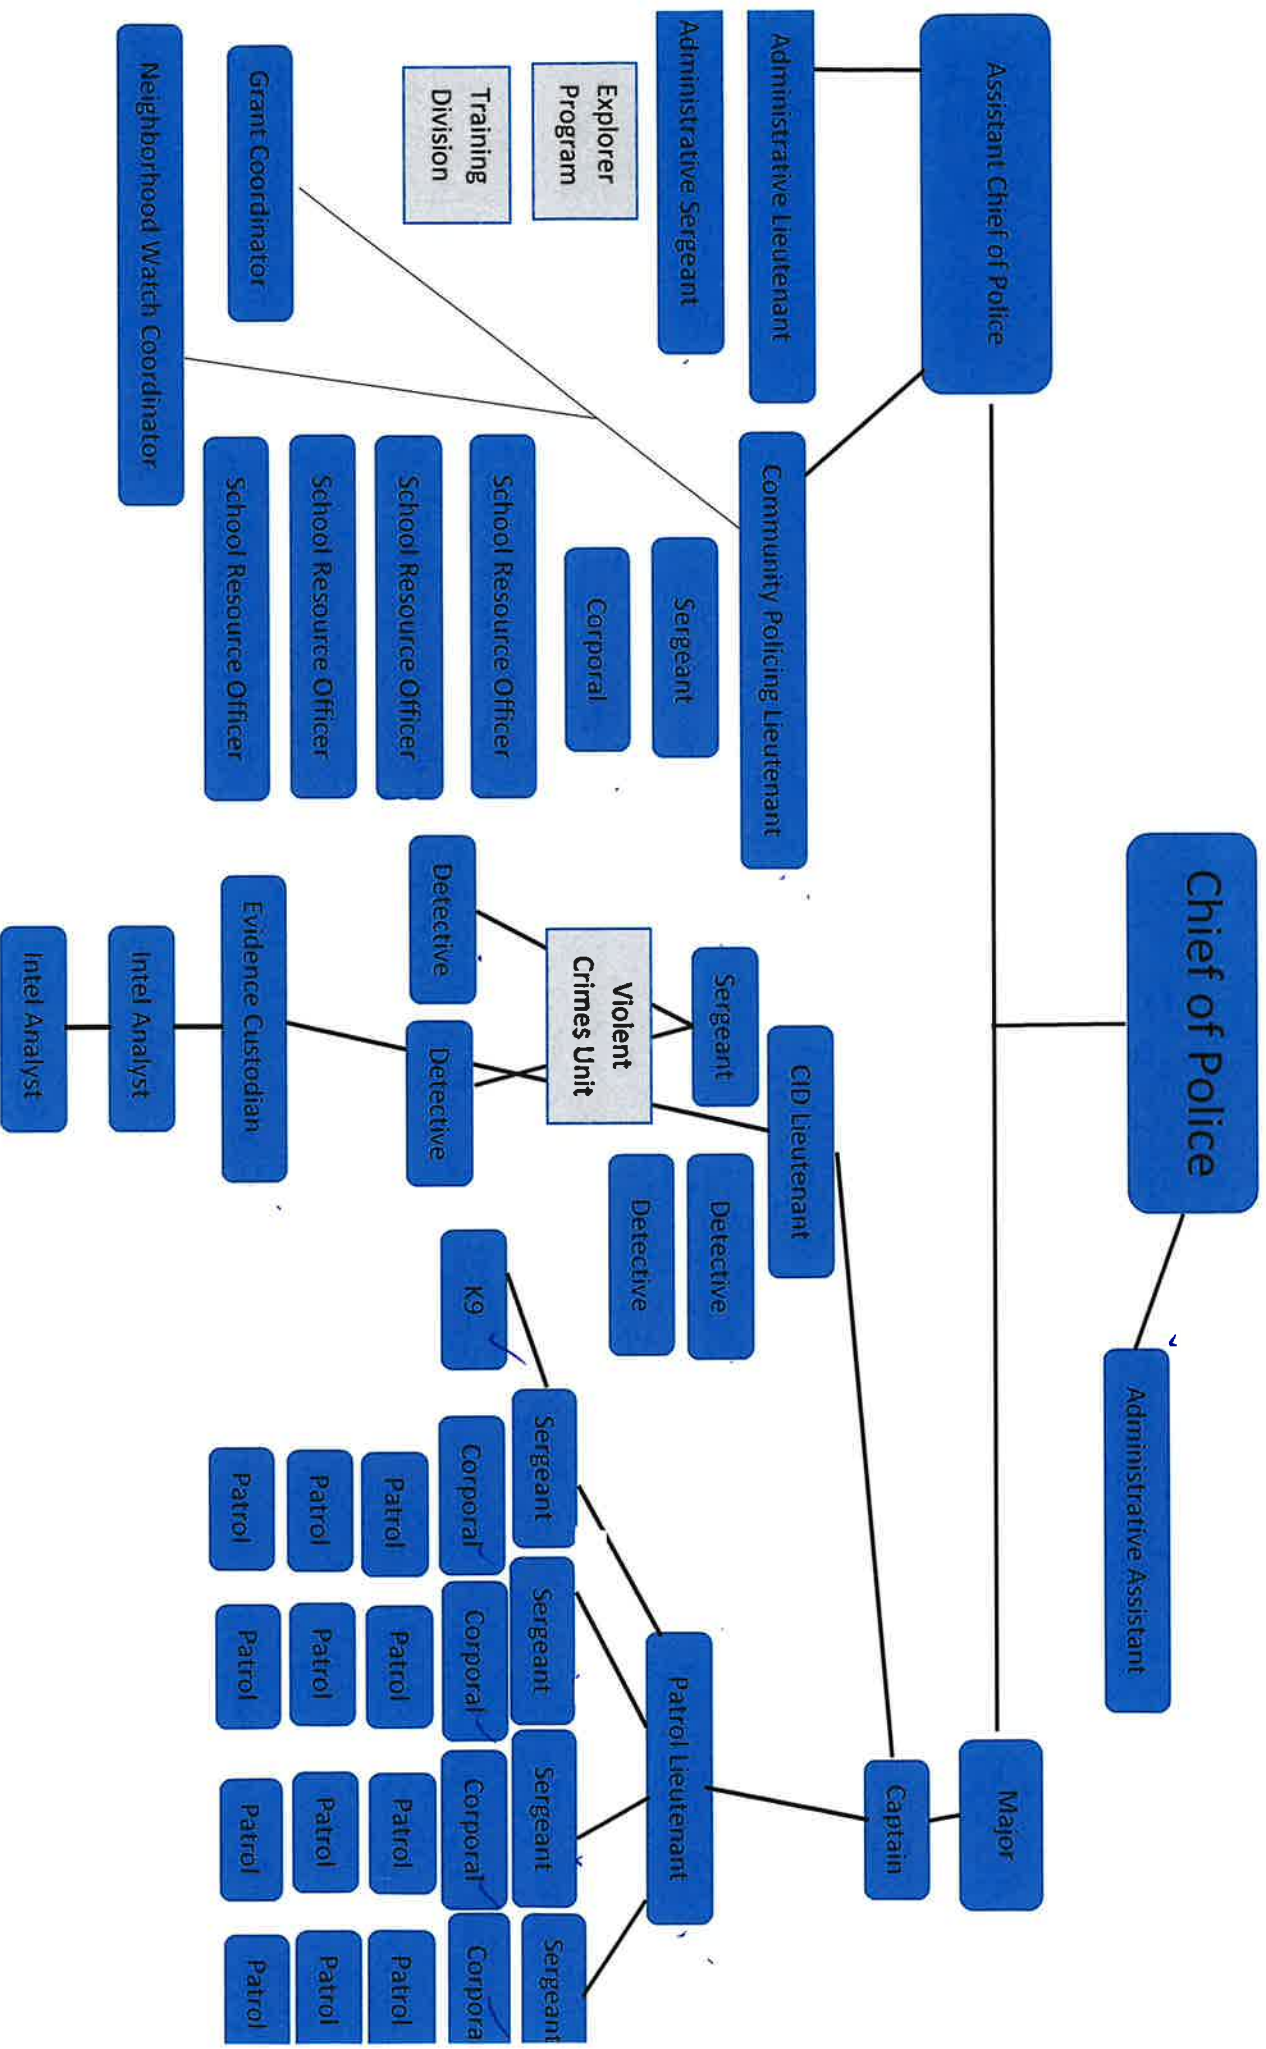 Chief of Police
Administrative Assistant
Assistant Chief of Police
Major
Captain
Administrative Lieutenant
Administrative Sergeant
Explorer
Program
Training
Division
Community Policing Lieutenant
Sergeant
Corporal
School Resource Officer
School Resource Officer
School Resource Officer
School Resource Officer
Grant Coordinator
Neighborhood Watch Coordinator
CID Lieutenant
Sergeant
Violent
Crimes Unit
Detective
Detective
Detective
Detective
Evidence Custodian
Intel Analyst
Intel Analyst
Patrol Lieutenant
K9
Sergeant
Corporal
Patrol
Patrol
Patrol
Sergeant
Corporal
Patrol
Patrol
Patrol
Sergeant
Corporal
Patrol
Patrol
Patrol
Sergeant
Corpora
Patrol
Patrol
Patrol